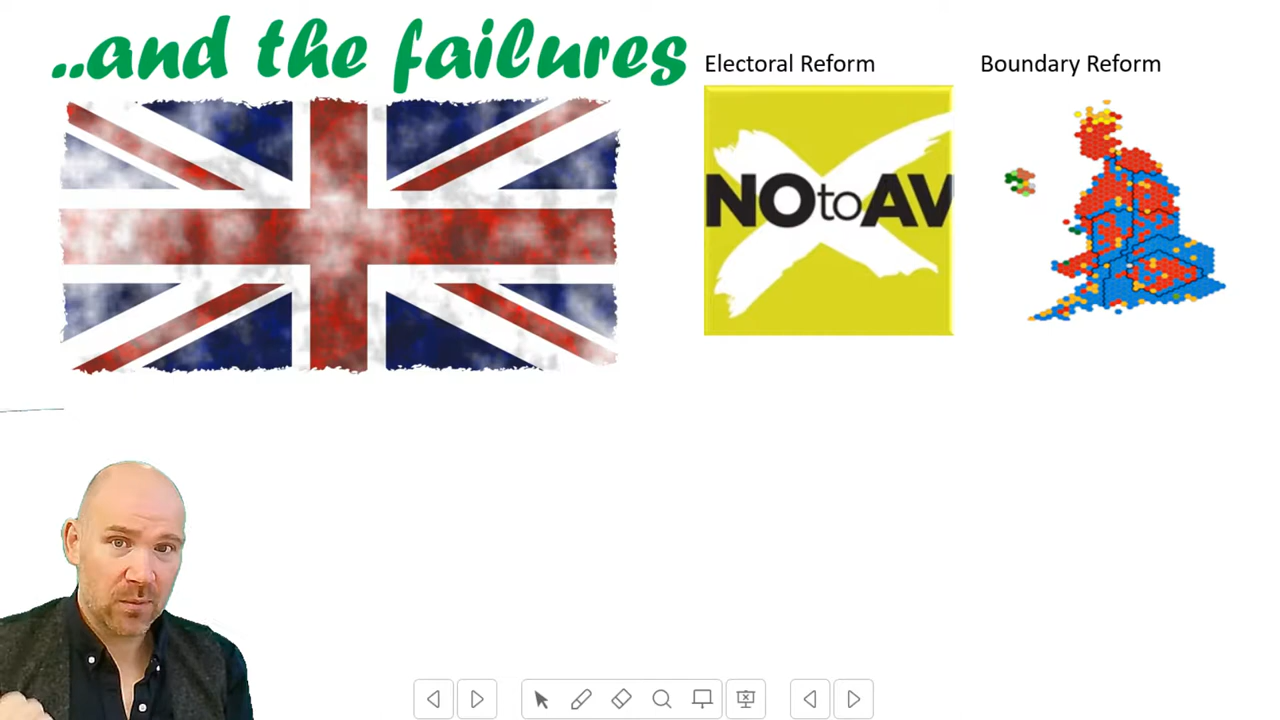 ..and the failures
Electoral Reform
Boundary Reform
NOtoAV